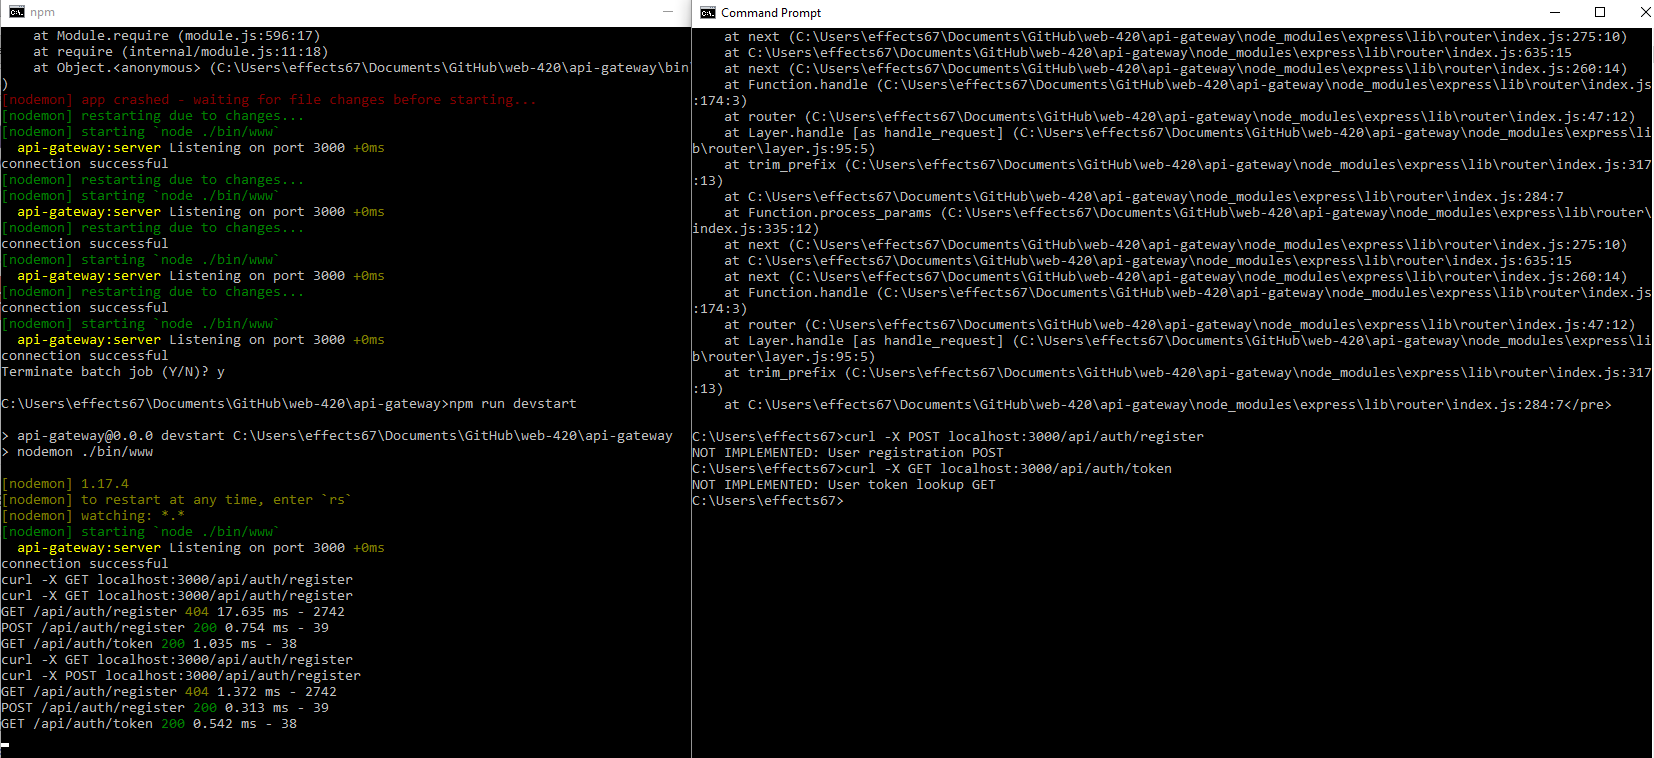 npm
at Module.require (module.js:596:17)
at require (internal/module.js:11:18)
at Object.<anonymous> (C:\Users\effects67\Documents\GitHub\web-420\api-gateway\bin
)
[nodemon] app crashed - waiting for file changes before starting...
[nodemon] restarting due to changes...
[nodemon] starting `node ./bin/www`
api-gateway:server Listening on port 3000 +0ms
connection successful
[nodemon] restarting due to changes...
[nodemon] starting `node ./bin/www`
api-gateway:server Listening on port 3000 +0ms
[nodemon] restarting due to changes...
connection successful
[nodemon] starting `node ./bin/www`
api-gateway:server Listening on port 3000 +0ms
[nodemon] restarting due to changes...
connection successful
[nodemon] starting `node ./bin/www`
api-gateway:server Listening on port 3000 +0ms
connection successful
Terminate batch job (Y/N)? y
C:\Users\effects67\Documents\GitHub\web-420\api-gateway>npm run devstart
> api-gateway@0.0.0 devstart C:\Users\effects67\Documents\GitHub\web-420\api-gateway
> nodemon ./bin/www
[nodemon] 1.17.4
[nodemon] to restart at any time, enter `rs`
[nodemon] watching: *.*
[nodemon] starting `node ./bin/www`
api-gateway:server Listening on port 3000 +0ms
connection successful
curl -X GET localhost:3000/api/auth/register
curl -X GET localhost:3000/api/auth/register
GET /api/auth/register 404 17.635 ms - 2742
POST /api/auth/register 200 0.754 ms - 39
GET /api/auth/token 200 1.035 ms - 38
curl -X GET localhost:3000/api/auth/register
curl -X POST localhost:3000/api/auth/register
GET /api/auth/register 404 1.372 ms - 2742
POST /api/auth/register 200 0.313 ms - 39
GET /api/auth/token 200 0.542 ms - 38
Command Prompt
at next (C:\Users\effects67\Documents\GitHub\web-420\api-gateway\node_modules\express\lib\router\index.js:275:10)
at C:\Users\effects67\Documents\GitHub\web-420\api-gateway\node_modules\express\lib\router\index.js:635:15
at next (C:\Users\effects67\Documents\GitHub\web-420\api-gateway\node_modules\express\lib\router\index.js:260:14)
at Function.handle (C:\Users\effects67\Documents\GitHub\web-420\api-gateway\node_modules\express\lib\router\index.js
:174:3)
at router (C:\Users\effects67\Documents\GitHub\web-420\api-gateway\node_modules\express\lib\router\index.js:47:12)
at Layer.handle [as handle_request] (C:\Users\effects67\Documents\GitHub\web-420\api-gateway\node_modules\express\li
b\router\layer.js:95:5)
at trim_prefix (C:\Users\effects67\Documents\GitHub\web-420\api-gateway\node_modules\express\lib\router\index.js:317
:13)
at C:\Users\effects67\Documents\GitHub\web-420\api-gateway\node_modules\express\lib\router\index.js:284:7
at Function.process_params (C:\Users\effects67\Documents\GitHub\web-420\api-gateway\node_modules\express\lib\router\
index.js:335:12)
at next (C:\Users\effects67\Documents\GitHub\web-420\api-gateway\node_modules\express\lib\router\index.js:275:10)
at C:\Users\effects67\Documents\GitHub\web-420\api-gateway\node_modules\express\lib\router\index.js:635:15
at next (C:\Users\effects67\Documents\GitHub\web-420\api-gateway\node_modules\express\lib\router\index.js:260:14)
at Function.handle (C:\Users\effects67\Documents\GitHub\web-420\api-gateway\node_modules\express\lib\router\index.js
:174:3)
at router (C:\Users\effects67\Documents\GitHub\web-420\api-gateway\node_modules\express\lib\router\index.js:47:12)
at Layer.handle [as handle_request] (C:\Users\effects67\Documents\GitHub\web-420\api-gateway\node_modules\express\li
b\router\layer.js:95:5)
at trim_prefix (C:\Users\effects67\Documents\GitHub\web-420\api-gateway\node_modules\express\lib\router\index.js:317
:13)
at C:\Users\effects67\Documents\GitHub\web-420\api-gateway\node_modules\express\lib\router\index.js:284:7</pre>
C:\Users\effects67>curl -X POST localhost:3000/api/auth/register
NOT IMPLEMENTED: User registration POST
C:\Users\effects67>curl -X GET localhost:3000/api/auth/token
NOT IMPLEMENTED: User token lookup GET
C:\Users\effects67>